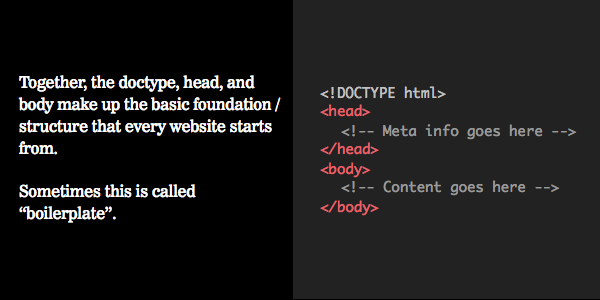 Together, the doctype, head, and
body make up the basic foundation /
structure that every website starts
from.
Sometimes this is called
“boilerplate”.
<!DOCTYPE html>
<head>
<!-- Meta info goes here -->
</head>
<body>
<!-- Content goes here -->
</body>